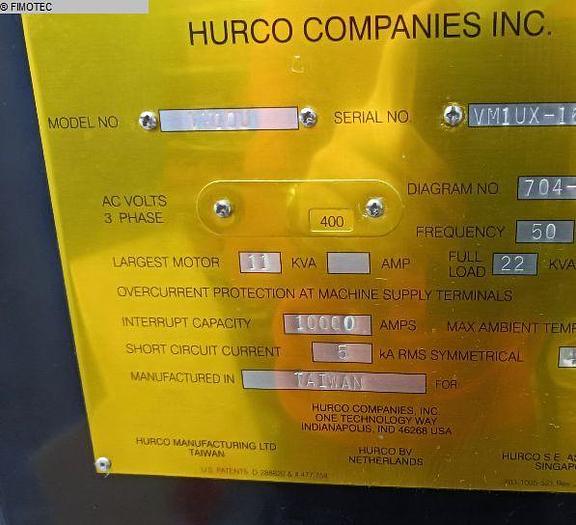 © FIMOTEC
HURCO COMPANIES INC.
MODEL NO VM10U SERIAL NO. VM1UX-
AC VOLTS 3 PHASE 400
DIAGRAM NO. 704-
FREQUENCY 50
LARGEST MOTOR 11 KVA AMP FULL LOAD 22 KVA
OVERCURRENT PROTECTION AT MACHINE SUPPLY TERMINALS
INTERRUPT CAPACITY 10000 AMPS MAX AMBIENT TEMP
SHORT CIRCUIT CURRENT 5 kA RMS SYMMETRICAL
MANUFACTURED IN TAIWAN FOR
HURCO COMPANIES, INC.
ONE TECHNOLOGY WAY
INDIANAPOLIS, IND 46268 USA
HURCO MANUFACTURING LTD
TAIWAN
HURCO BV
NETHERLANDS
HURCO S.E. AS
SINGAPO
U.S. PATENTS